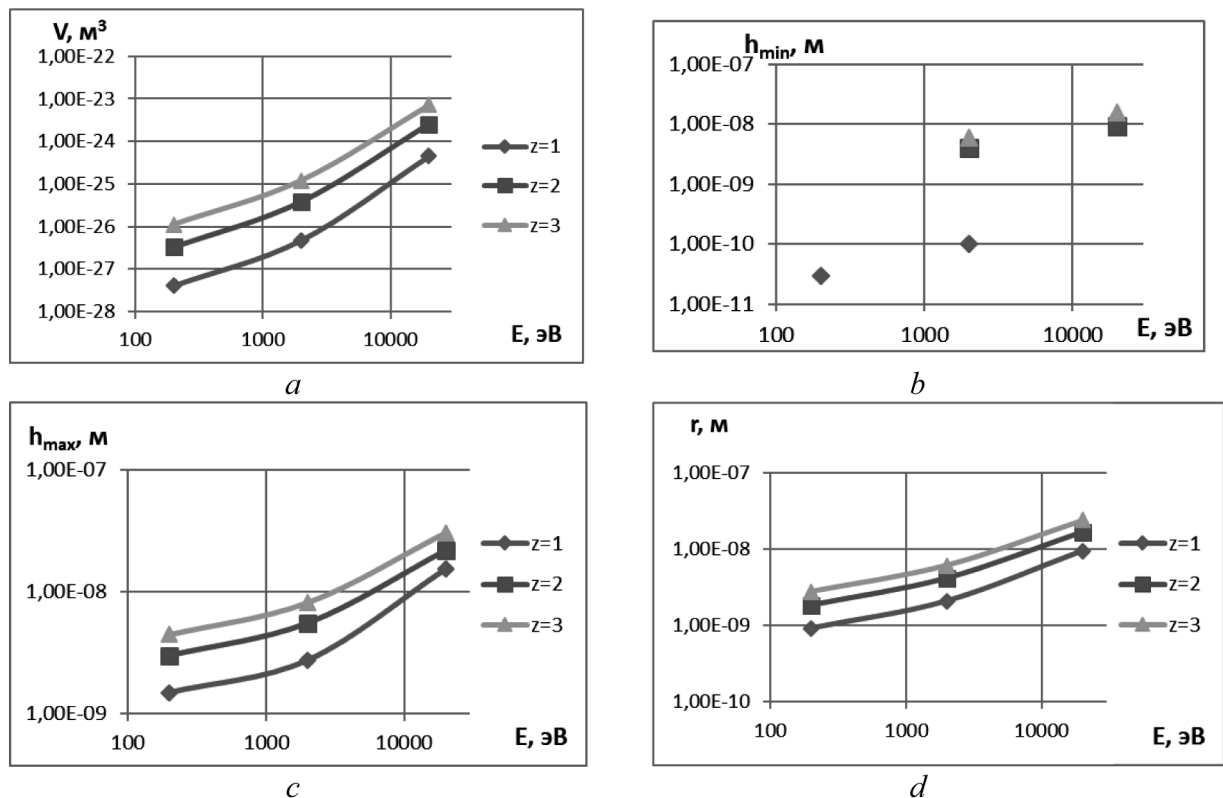 V, м³
1,00E-22
1,00E-23
1,00E-24
1,00E-25
1,00E-26
1,00E-27
1,00E-28
100
1000
10000
E, эВ
z=1
z=2
z=3
a
h_min, м
1,00E-07
1,00E-08
1,00E-09
1,00E-10
1,00E-11
100
1000
10000
E, эВ
b
h_max, м
1,00E-07
1,00E-08
1,00E-09
100
1000
10000
E, эВ
z=1
z=2
z=3
c
r, м
1,00E-07
1,00E-08
1,00E-09
1,00E-10
100
1000
10000
E, эВ
z=1
z=2
z=3
d